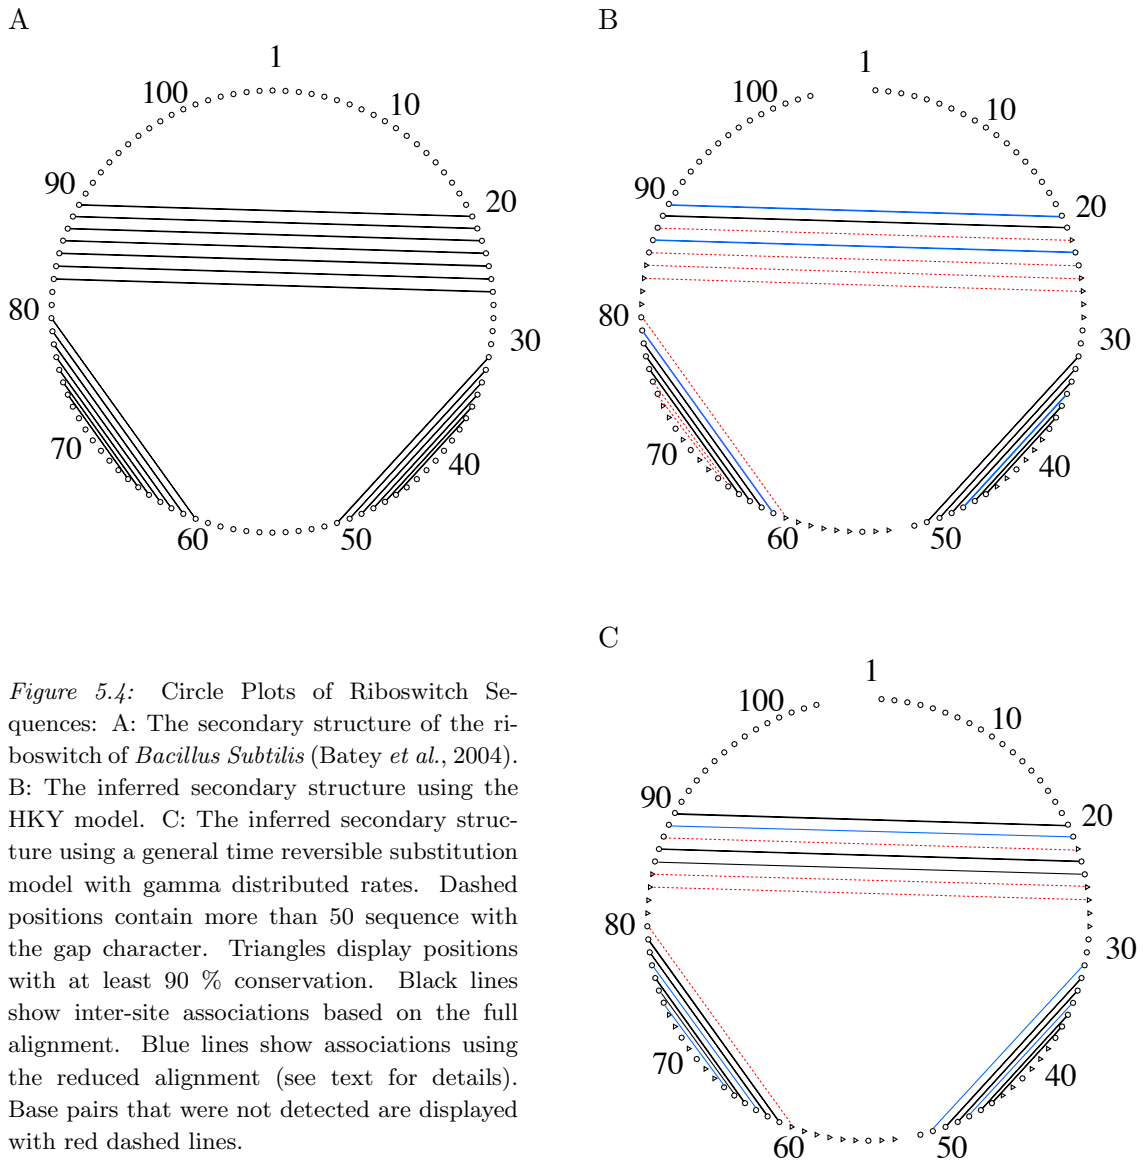 A
1
10
20
30
40
50
60
70
80
90
100
B
1
10
20
30
40
50
60
70
80
90
100
C
1
10
20
30
40
50
60
70
80
90
100
Figure 5.4: Circle Plots of Riboswitch Se-
quences: A: The secondary structure of the ri-
boswitch of Bacillus Subtilis (Batey et al., 2004).
B: The inferred secondary structure using the
HKY model. C: The inferred secondary struc-
ture using a general time reversible substitution
model with gamma distributed rates. Dashed
positions contain more than 50 sequence with
the gap character. Triangles display positions
with at least 90 % conservation. Black lines
show inter-site associations based on the full
alignment. Blue lines show associations using
the reduced alignment (see text for details).
Base pairs that were not detected are displayed
with red dashed lines.